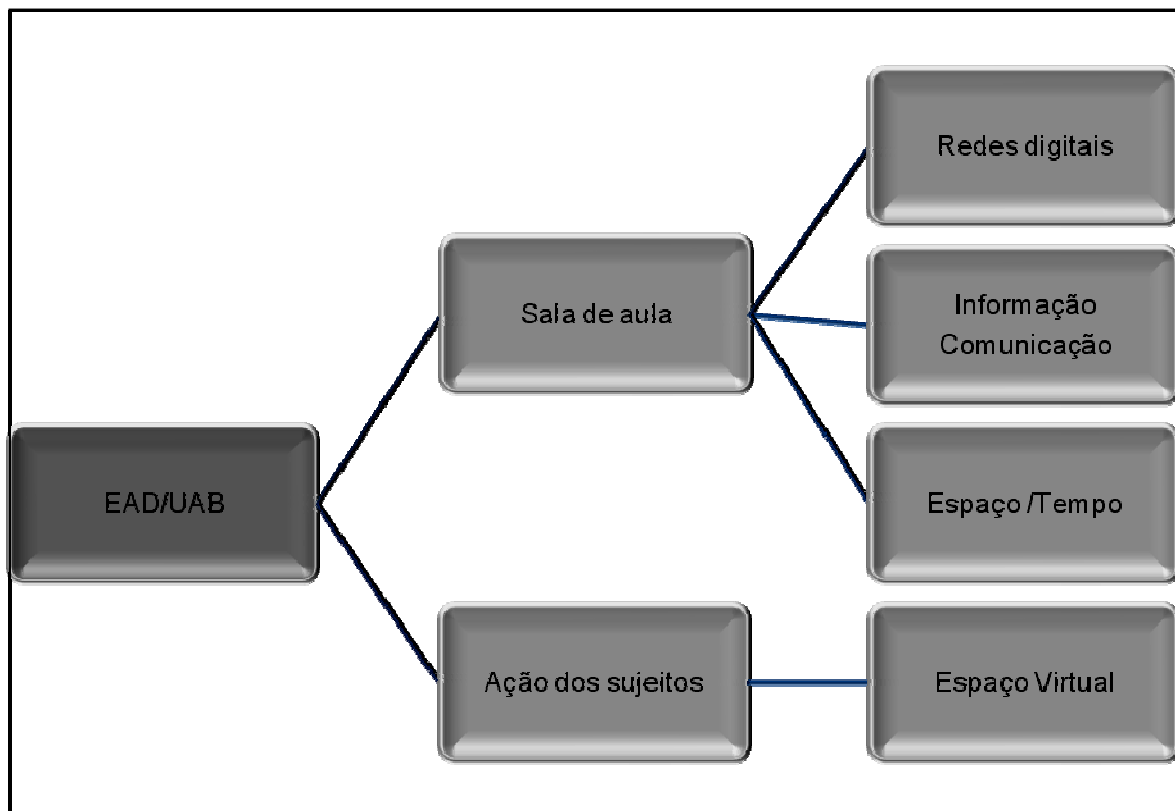 Redes digitais
Sala de aula
Informação
Comunicação
EAD/UAB
Espaço /Tempo
Ação dos sujeitos
Espaço Virtual